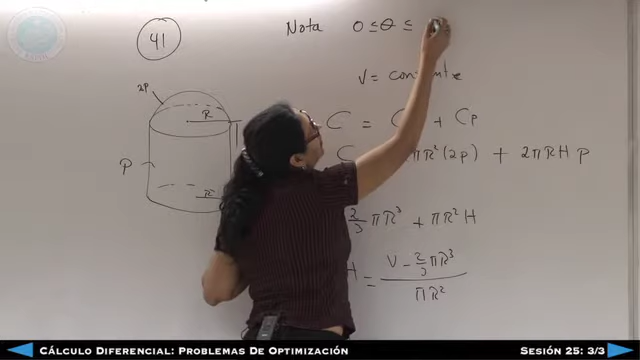 41
Nota 0 ≤ θ ≤
V = constante
2P
R
P
R
C = C + Cp
C πR²(2p) + 2πRH p
2/3 πR³ + πR²H
H = (V - 2/3 πR³) / πR²
CÁLCULO DIFERENCIAL: PROBLEMAS DE OPTIMIZACIÓN
SESIÓN 25: 3/3